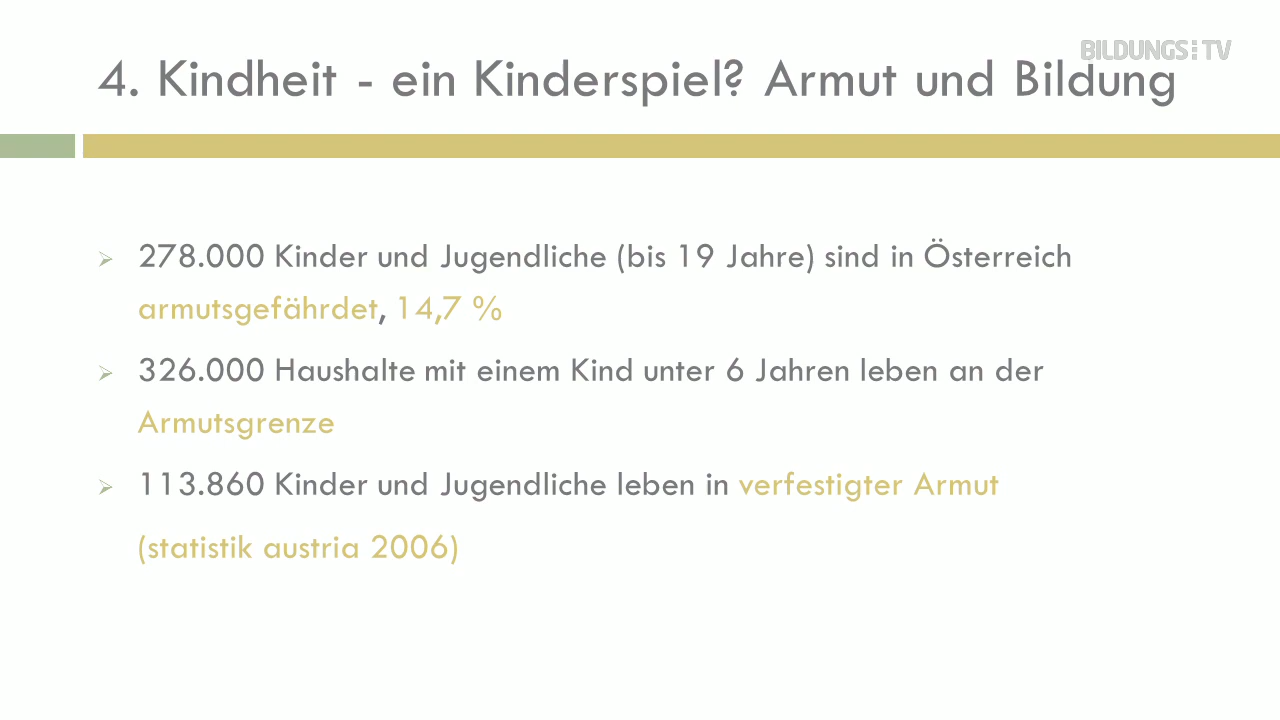 BILDUNGS:TV
4. Kindheit - ein Kinderspiel? Armut und Bildung
278.000 Kinder und Jugendliche (bis 19 Jahre) sind in Österreich
armutsgefährdet, 14,7 %
326.000 Haushalte mit einem Kind unter 6 Jahren leben an der
Armutsgrenze
113.860 Kinder und Jugendliche leben in verfestigter Armut
(statistik austria 2006)